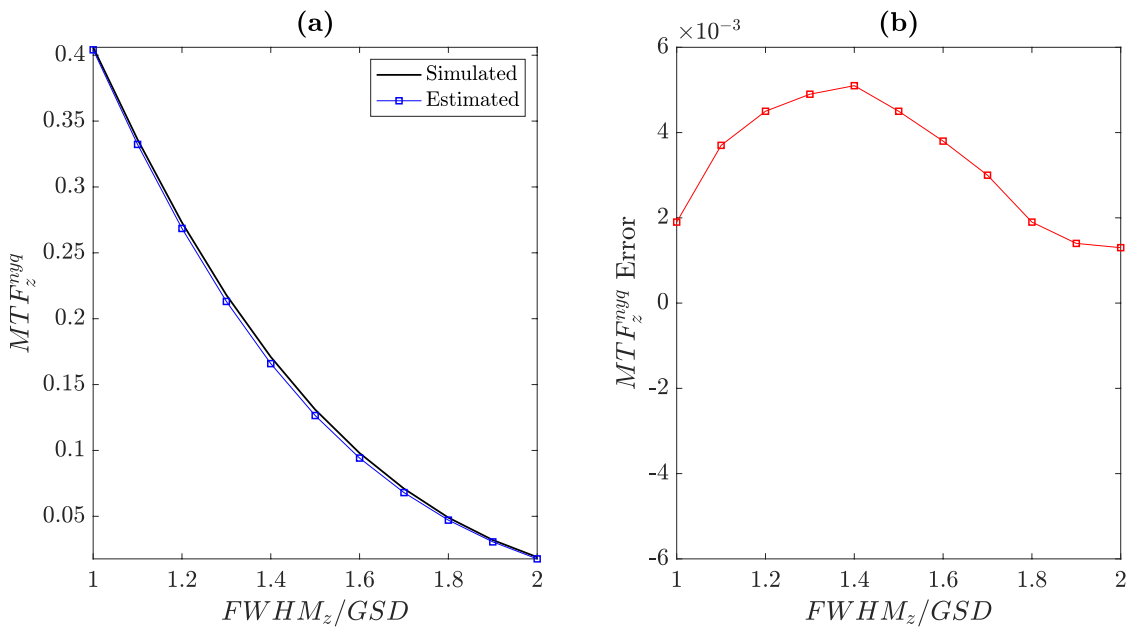 (a)
0.4
0.35
0.3
0.25
0.2
0.15
0.1
0.05
MTF_z^{nyq}
Simulated
Estimated
1 1.2 1.4 1.6 1.8 2
FWHM_z/GSD
(b)
×10^{-3}
6
4
2
0
-2
-4
-6
MTF_z^{nyq} Error
1 1.2 1.4 1.6 1.8 2
FWHM_z/GSD